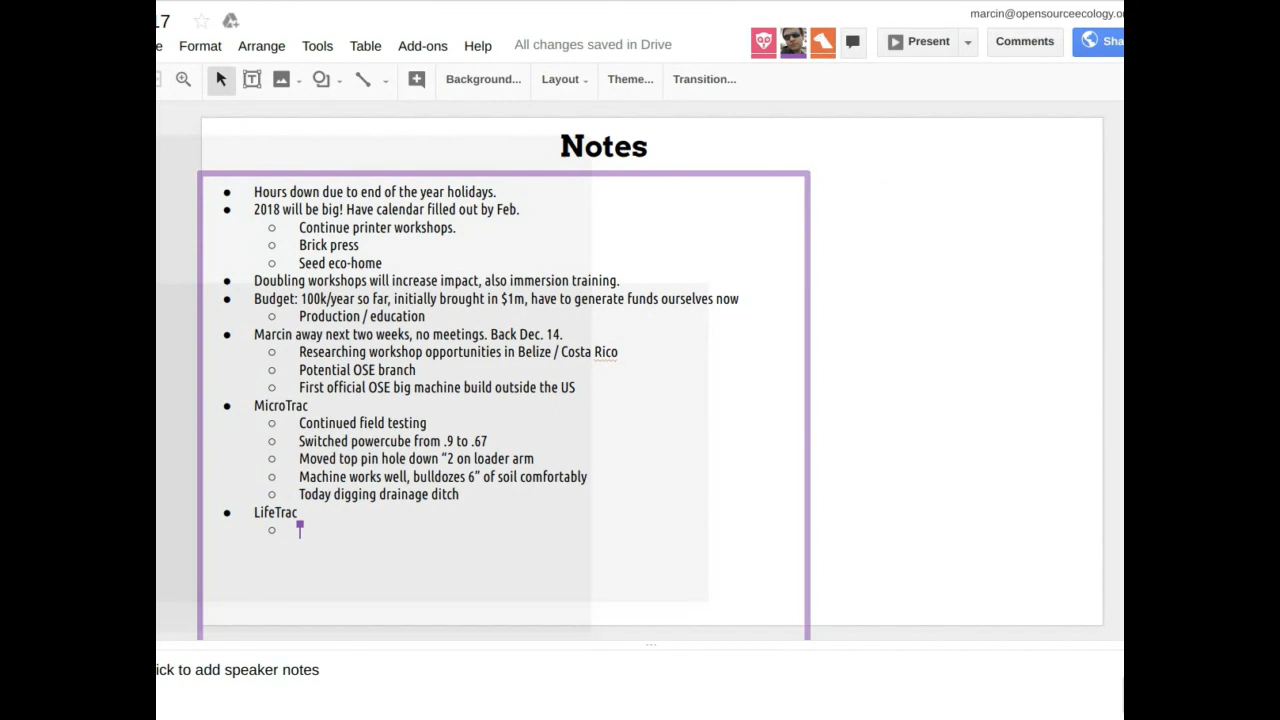 17
marcin@opensourceecology.or
e Format Arrange Tools Table Add-ons Help All changes saved in Drive Present Comments Sha
Background... Layout Theme... Transition...
Notes
● Hours down due to end of the year holidays.
● 2018 will be big! Have calendar filled out by Feb.
○ Continue printer workshops.
○ Brick press
○ Seed eco-home
● Doubling workshops will increase impact, also immersion training.
● Budget: 100k/year so far, initially brought in $1m, have to generate funds ourselves now
○ Production / education
● Marcin away next two weeks, no meetings. Back Dec. 14.
○ Researching workshop opportunities in Belize / Costa Rico
○ Potential OSE branch
○ First official OSE big machine build outside the US
● MicroTrac
○ Continued field testing
○ Switched powercube from .9 to .67
○ Moved top pin hole down “2 on loader arm
○ Machine works well, bulldozes 6” of soil comfortably
○ Today digging drainage ditch
● LifeTrac
○
ick to add speaker notes